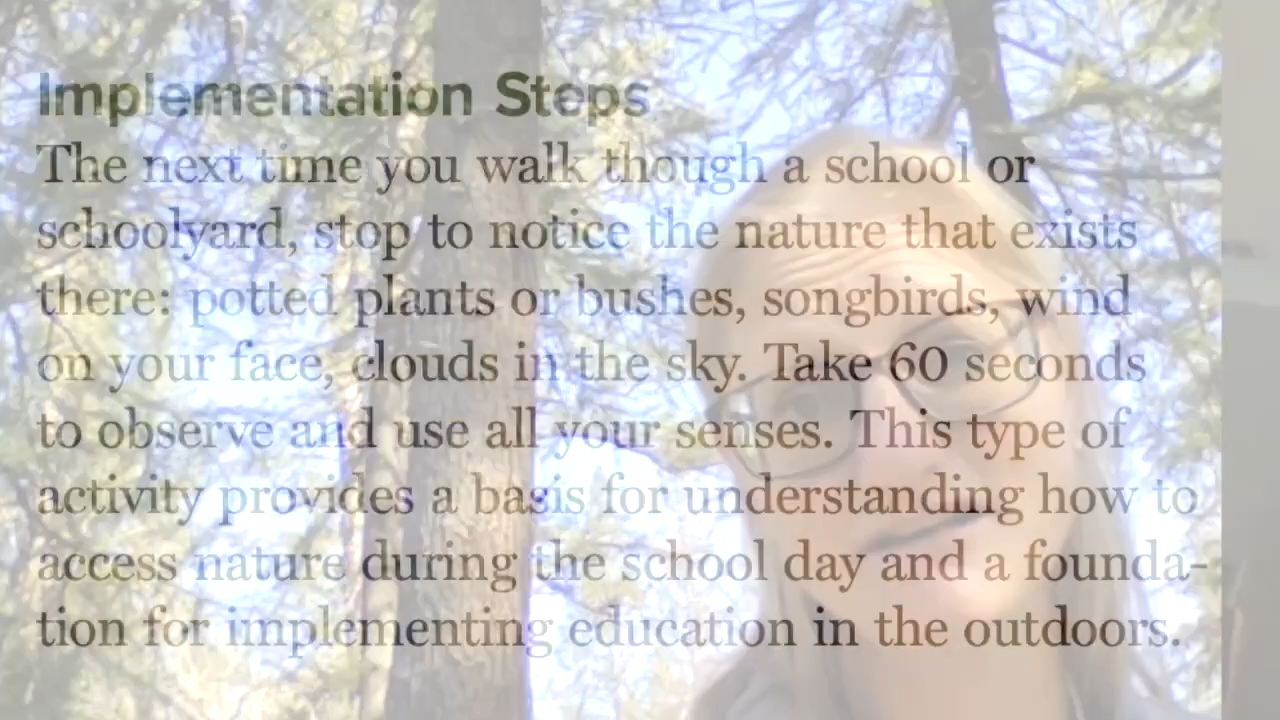 Implementation Steps
The next time you walk though a school or
schoolyard, stop to notice the nature that exists
there: potted plants or bushes, songbirds, wind
on your face, clouds in the sky. Take 60 seconds
to observe and use all your senses. This type of
activity provides a basis for understanding how to
access nature during the school day and a founda-
tion for implementing education in the outdoors.